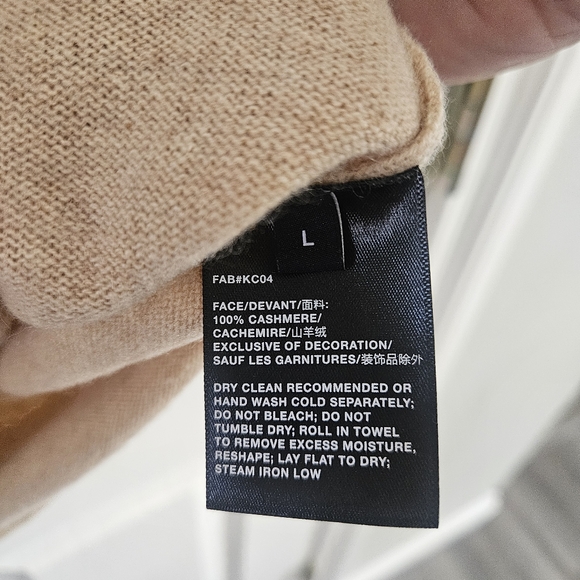 L
FAB#KC04
FACE/DEVANT/面料:
100% CASHMERE/
CACHEMIRE/山羊绒
EXCLUSIVE OF DECORATION/
SAUF LES GARNITURES/装饰品除外
DRY CLEAN RECOMMENDED OR
HAND WASH COLD SEPARATELY;
DO NOT BLEACH; DO NOT
TUMBLE DRY; ROLL IN TOWEL
TO REMOVE EXCESS MOISTURE,
RESHAPE; LAY FLAT TO DRY;
STEAM IRON LOW